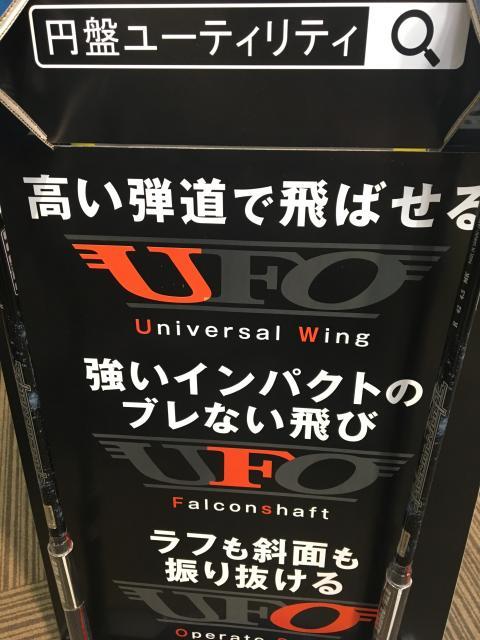 円盤ユーティリティ
高い弾道で飛ばせる
UFO
Universal Wing
強いインパクトの
ブレない飛び
UFO
Falconshaft
ラフも斜面も
振り抜ける
UFO
Operate